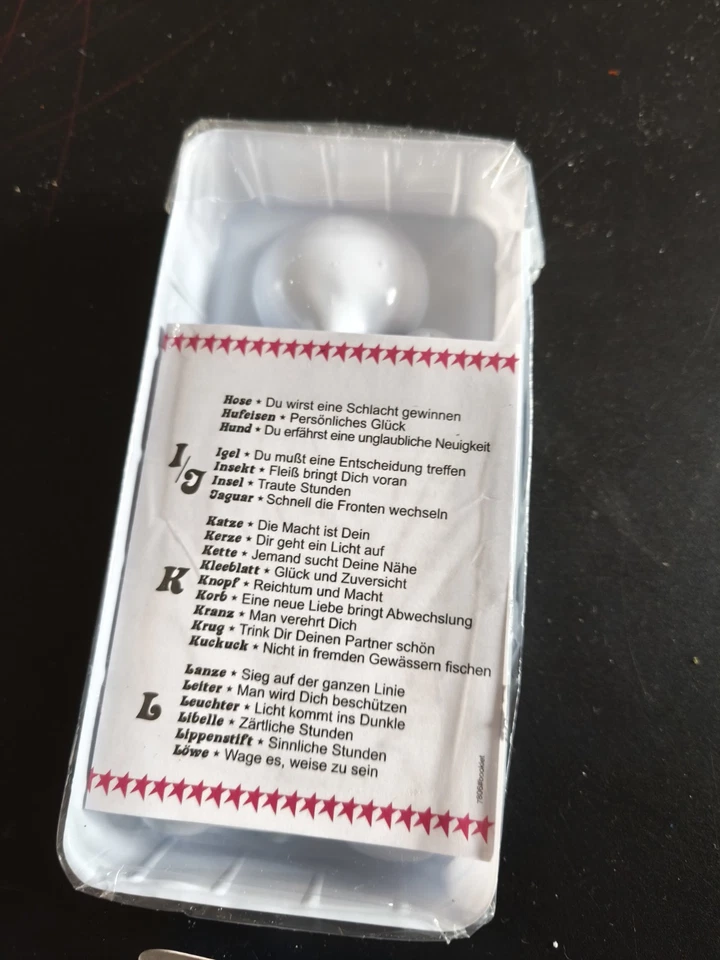 Hose ★ Du wirst eine Schlacht gewinnen
Hufeisen ★ Persönliches Glück
Hund ★ Du erfährst eine unglaubliche Neuigkeit
I/J
Igel ★ Du mußt eine Entscheidung treffen
Insekt ★ Fleiß bringt Dich voran
Insel ★ Traute Stunden
Jaguar ★ Schnell die Fronten wechseln
K
Katze ★ Die Macht ist Dein
Kerze ★ Dir geht ein Licht auf
Kette ★ Jemand sucht Deine Nähe
Kleeblatt ★ Glück und Zuversicht
Knopf ★ Reichtum und Macht
Korb ★ Eine neue Liebe bringt Abwechslung
Kranz ★ Man verehrt Dich
Krug ★ Trink Dir Deinen Partner schön
Kuckuck ★ Nicht in fremden Gewässern fischen
L
Lanze ★ Sieg auf der ganzen Linie
Leiter ★ Man wird Dich beschützen
Leuchter ★ Licht kommt ins Dunkle
Libelle ★ Zärtliche Stunden
Lippenstift ★ Sinnliche Stunden
Löwe ★ Wage es, weise zu sein